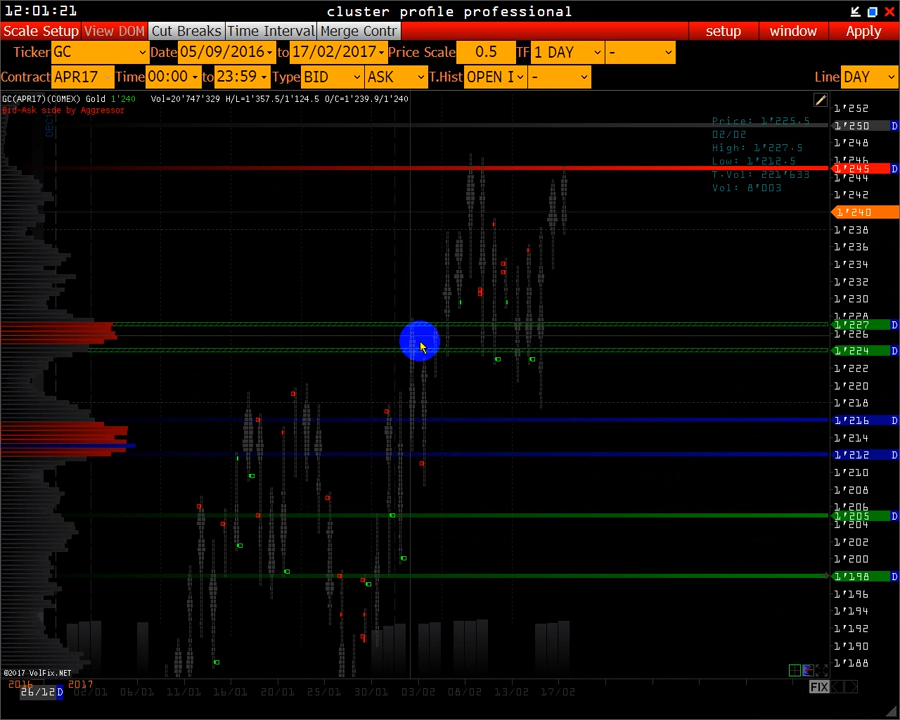 12:01:21 cluster profile professional
Scale Setup View DOM Cut Breaks Time Interval Merge Contr setup window Apply
Ticker GC Date 05/09/2016 to 17/02/2017 Price Scale 0.5 TF 1 DAY -
Contract APR17 Time 00:00 to 23:59 Type BID ASK T.Hist OPEN I - Line DAY
GC(APR17)(COMEX) Gold 1'240 Vol=20'747'329 H/L=1'357.5/1'124.5 O/C=1'239.9/1'240
Bid-Ask side by Aggressor
Price: 1'225.5
02/02
High: 1'227.5
Low: 1'212.5
T.Vol: 221'633
Vol: 8'003
1'252
1'250 D
1'248
1'246
1'245 D
1'244
1'242
1'240
1'238
1'236
1'234
1'232
1'230
1'228
1'227 D
1'226
1'224 D
1'222
1'220
1'218
1'216 D
1'214
1'212 D
1'210
1'208
1'206
1'205 D
1'204
1'202
1'200
1'198 D
1'196
1'194
1'192
1'190
1'188
©2017 VolFix.NET
2016 2017
26/12 D 02/01 06/01 11/01 16/01 20/01 25/01 30/01 03/02 08/02 13/02 17/02
FIX